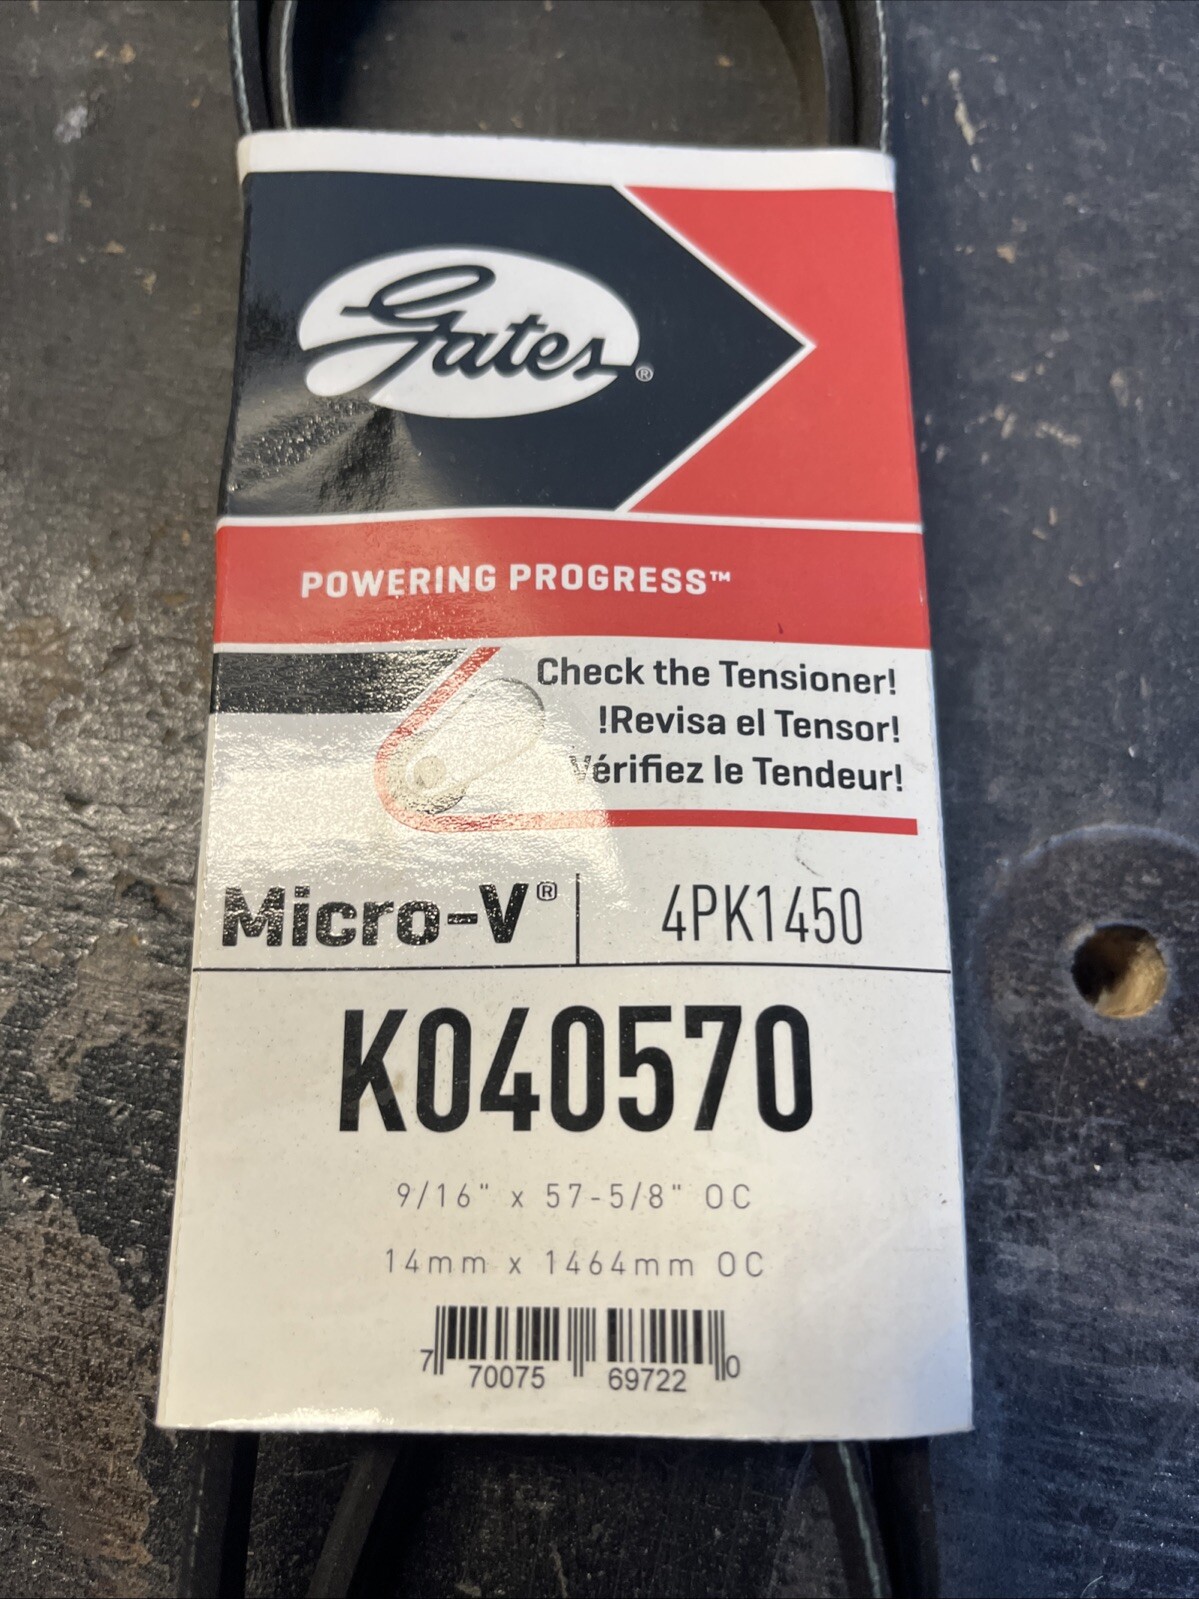 Gates®
POWERING PROGRESS™
Check the Tensioner!
!Revisa el Tensor!
Vérifiez le Tendeur!
Micro-V® | 4PK1450
K040570
9/16" x 57-5/8" OC
14mm x 1464mm OC
7 70075 69722 0